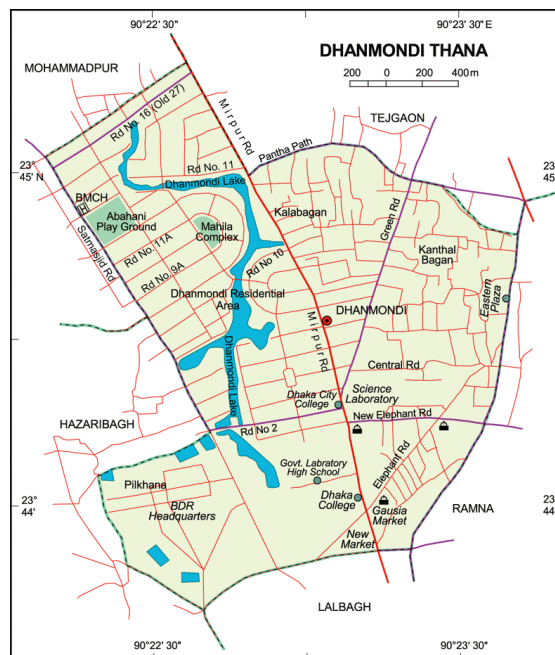 90°22' 30"
90°23' 30" E
DHANMONDI THANA
200 0 200 400 m
MOHAMMADPUR
TEJGAON
Mirpur Rd
Rd No. 16 (Old 27)
Pantha Path
23°
45' N
23°
45'
Rd No. 11
Dhanmondi Lake
BMCH
Abahani
Play Ground
Mahila
Complex
Kalabagan
Green Rd
Satmasjid Rd
Rd No. 11A
Rd No. 9A
Rd No. 10
Kanthal
Bagan
Dhanmondi Residential
Area
Eastern
Plaza
DHANMONDI
Mirpur Rd
Dhanmondi Lake
Central Rd
Dhaka City
College
Science
Laboratory
New Elephant Rd
HAZARIBAGH
Rd No 2
Elephant Rd
Govt. Labratory
High School
Pilkhana
BDR
Headquarters
Dhaka
College
Gausia
Market
RAMNA
23°
44'
23°
44'
New
Market
LALBAGH
90°22' 30"
90°23' 30"